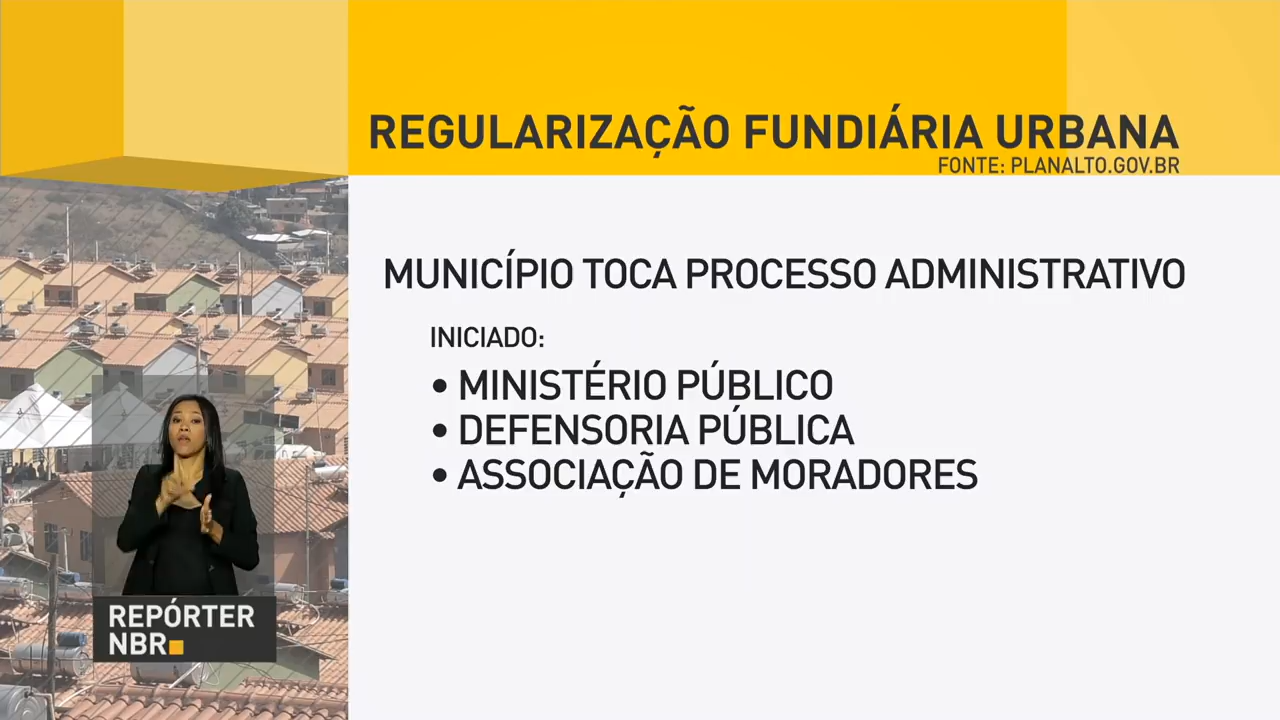 REGULARIZAÇÃO FUNDIÁRIA URBANA
FONTE: PLANALTO.GOV.BR
MUNICÍPIO TOCA PROCESSO ADMINISTRATIVO
INICIADO:
• MINISTÉRIO PÚBLICO
• DEFENSORIA PÚBLICA
• ASSOCIAÇÃO DE MORADORES
REPÓRTER
NBR